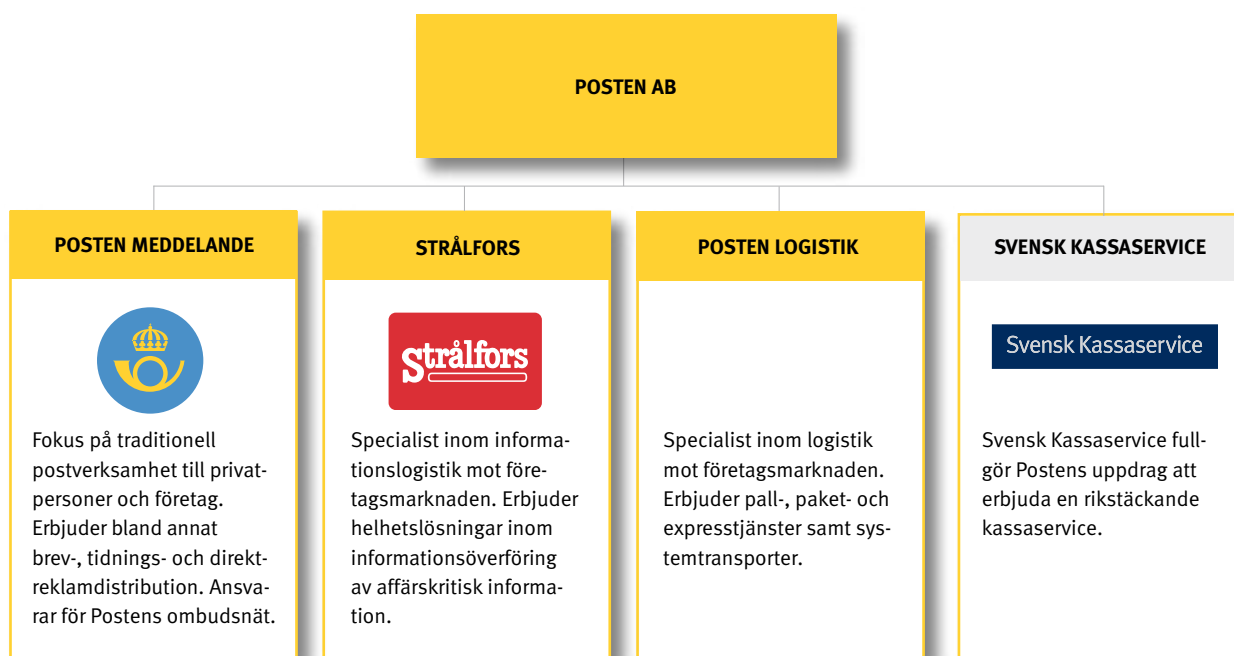 POSTEN AB
POSTEN MEDDELANDE
Fokus på traditionell
postverksamhet till privat-
personer och företag.
Erbjuder bland annat
brev-, tidnings- och direkt-
reklamdistribution. Ansva-
rar för Postens ombudsnät.
STRÅLFORS
Strålfors
Specialist inom informa-
tionslogistik mot före-
tagsmarknaden. Erbjuder
helhetslösningar inom
informationsöverföring
av affärskritisk informa-
tion.
POSTEN LOGISTIK
Specialist inom logistik
mot företagsmarknaden.
Erbjuder pall-, paket- och
expresstjänster samt sys-
temtransporter.
SVENSK KASSASERVICE
Svensk Kassaservice
Svensk Kassaservice full-
gör Postens uppdrag att
erbjuda en rikstäckande
kassaservice.